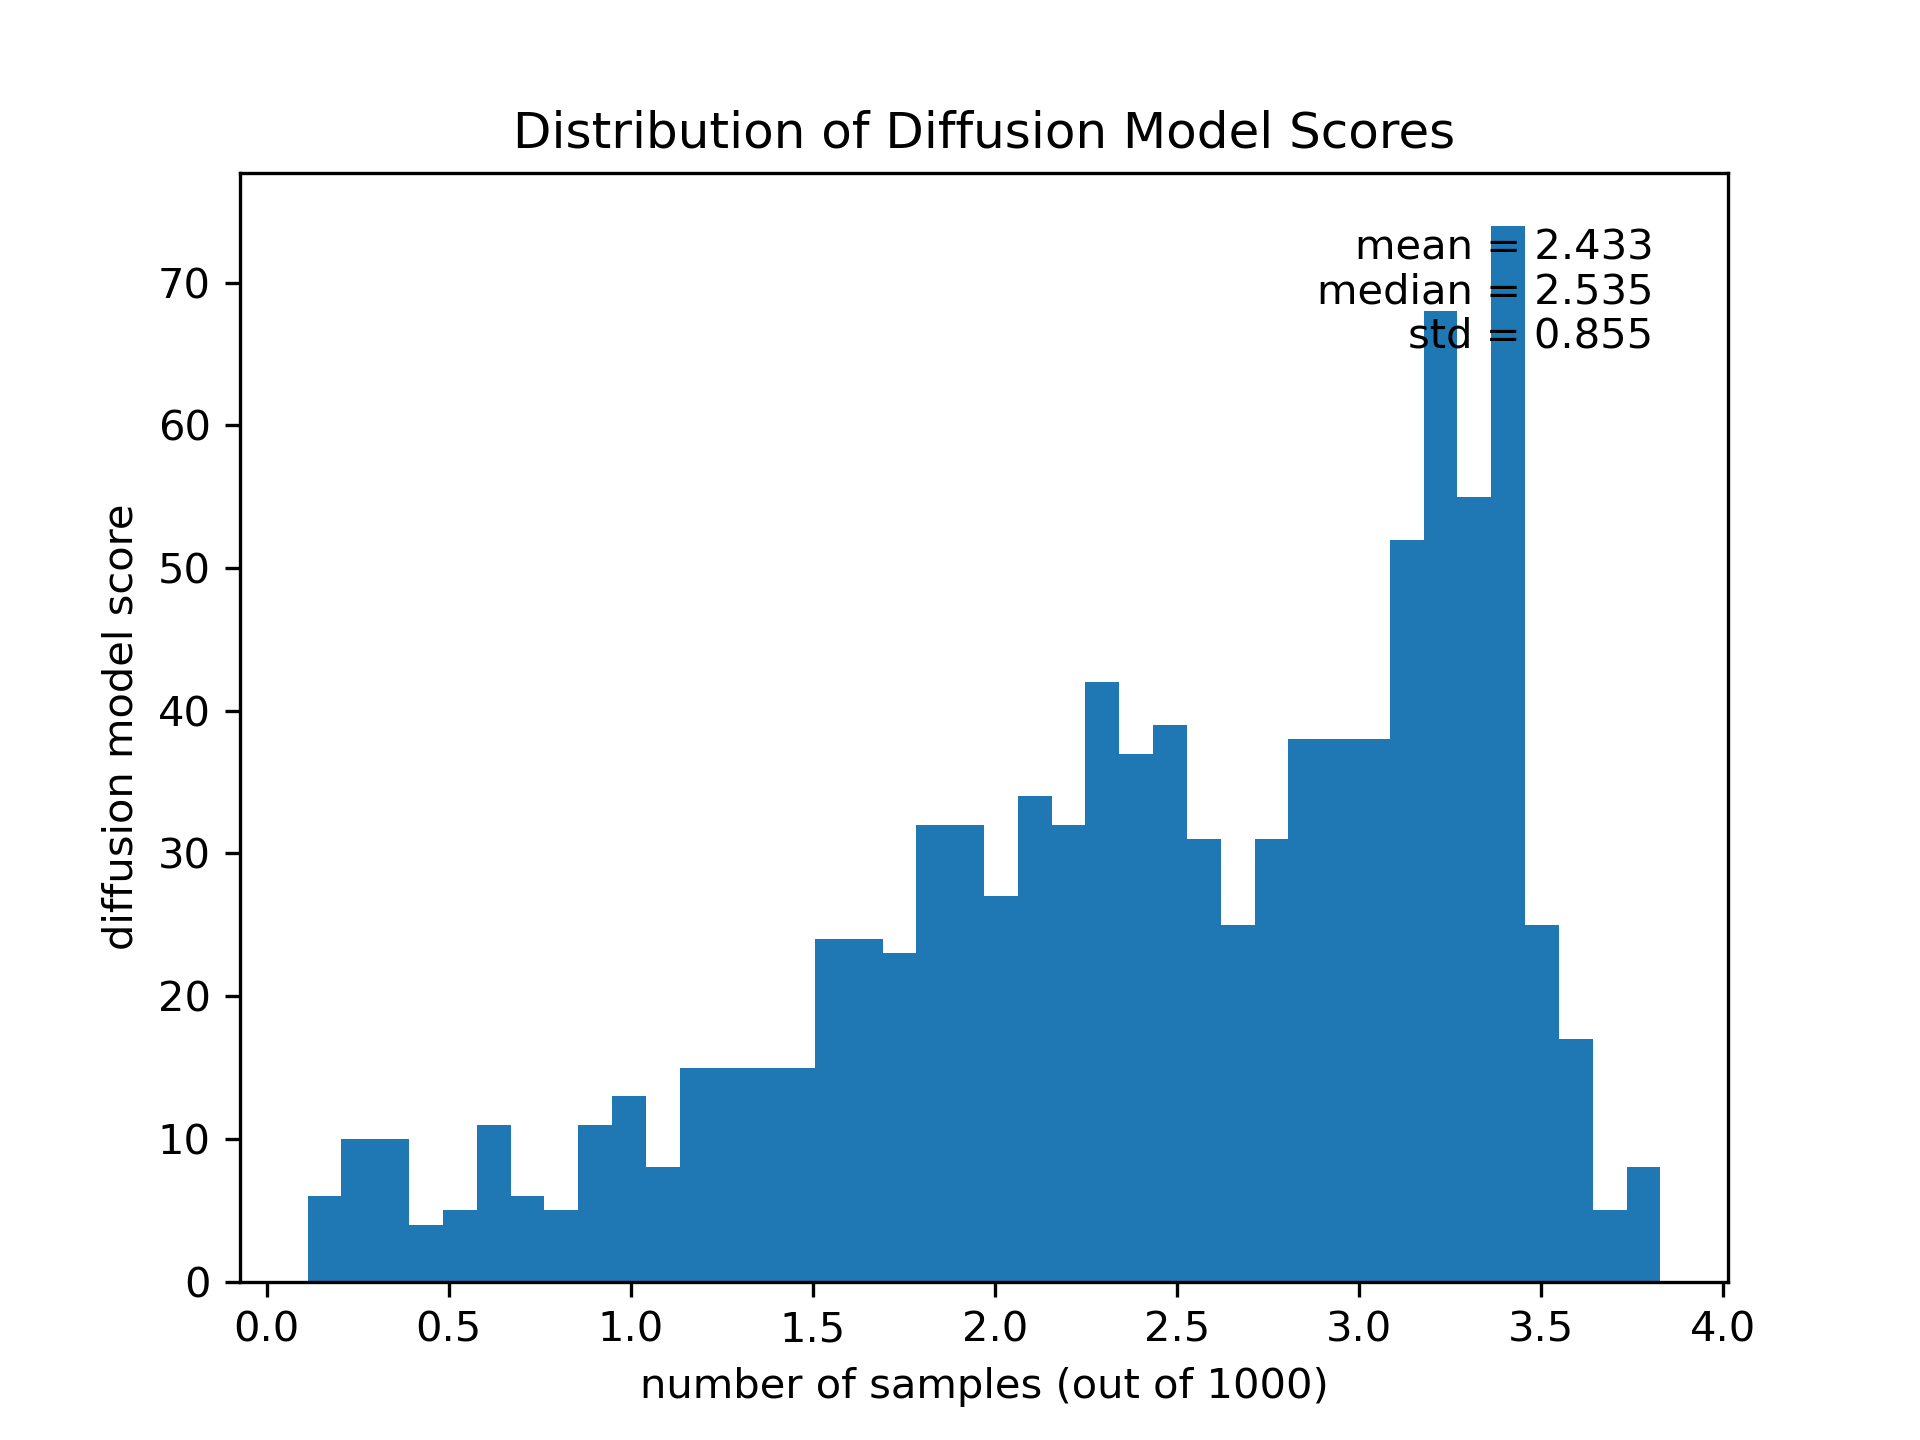 Distribution of Diffusion Model Scores
mean = 2.433
median = 2.535
std = 0.855
diffusion model score
70
60
50
40
30
20
10
0
0.0 0.5 1.0 1.5 2.0 2.5 3.0 3.5 4.0
number of samples (out of 1000)